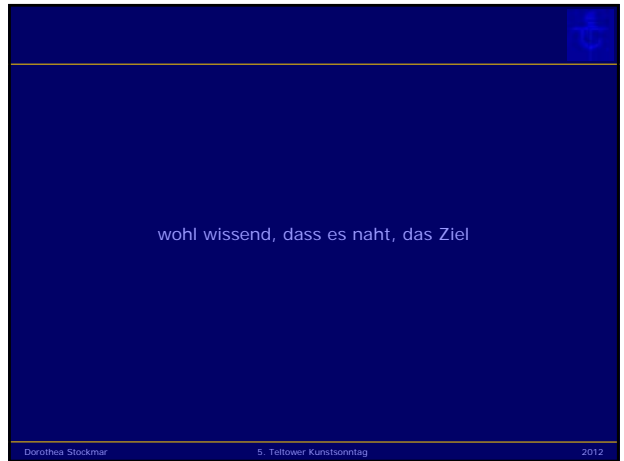 wohl wissend, dass es naht, das Ziel
Dorothea Stockmar 5. Teltower Kunstsonntag 2012